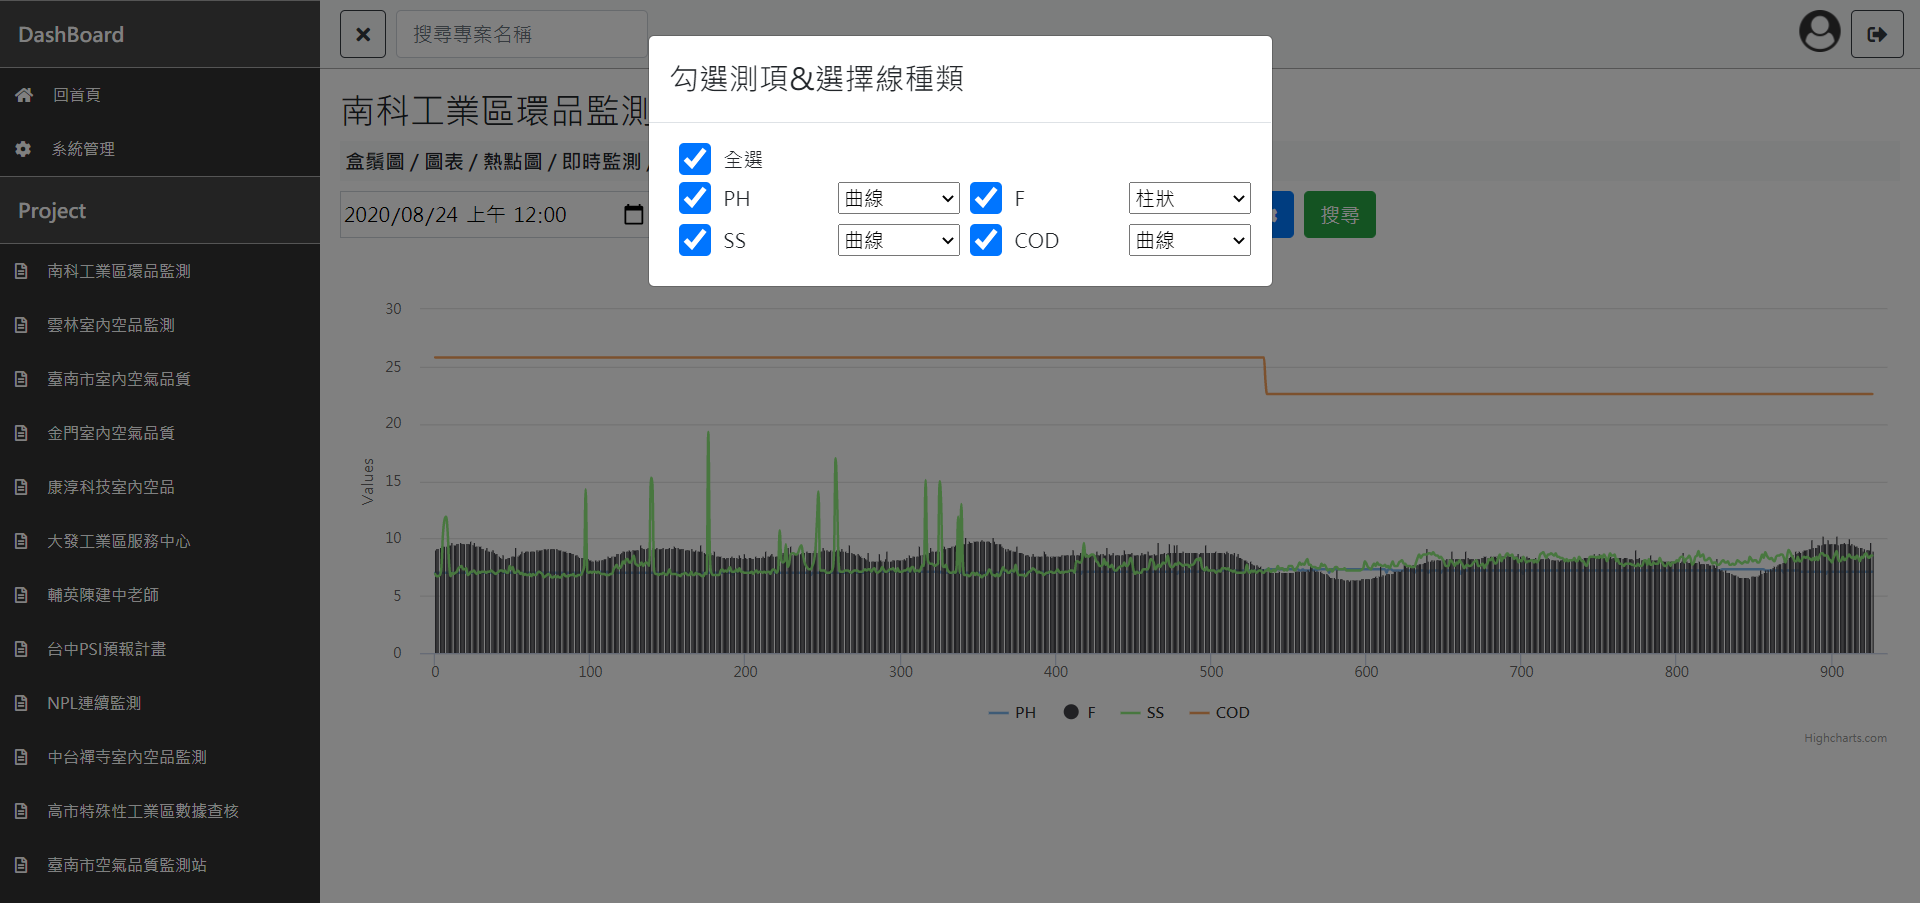 DashBoard
回首頁
系統管理
Project
南科工業區環品監測
雲林室內空品監測
臺南市室內空氣品質
金門室內空氣品質
康淳科技室內空品
大發工業區服務中心
輔英陳建中老師
台中PSI預報計畫
NPL連續監測
中台禪寺室內空品監測
高市特殊性工業區數據查核
臺南市空氣品質監測站
搜尋專案名稱
南科工業區環品監測
盒鬚圖 / 圖表 / 熱點圖 / 即時監測 /
2020/08/24 上午 12:00
搜尋
勾選測項&選擇線種類
全選
PH 曲線 F 柱狀
SS 曲線 COD 曲線
Values
30
25
20
15
10
5
0
0 100 200 300 400 500 600 700 800 900
PH F SS COD
Highcharts.com